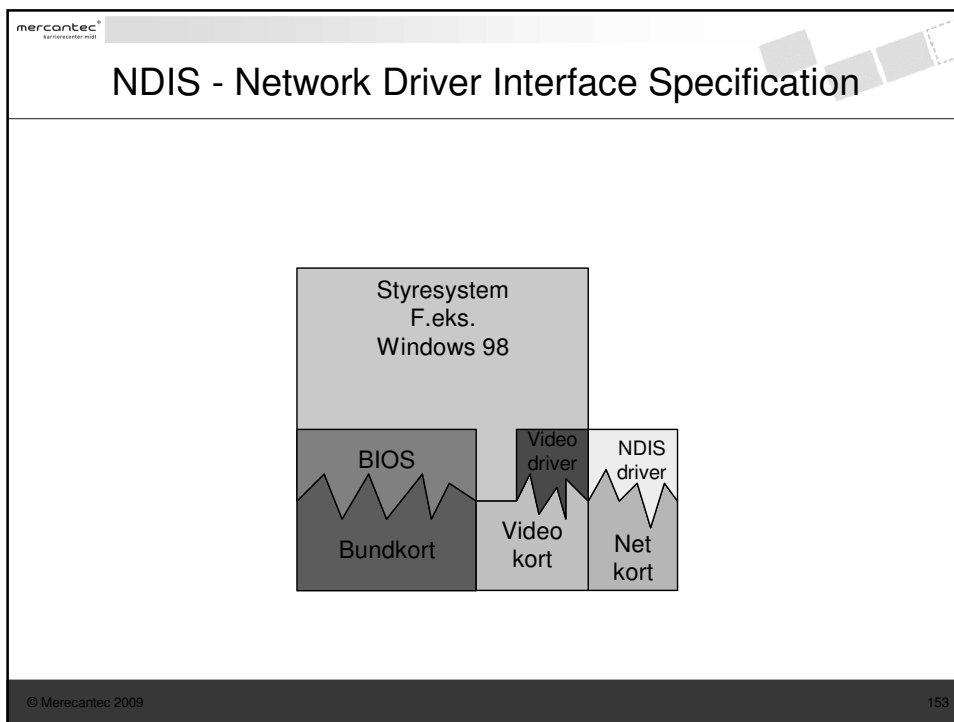 mercantec+
karrierecenter midt
NDIS - Network Driver Interface Specification
Styresystem
F.eks.
Windows 98
BIOS
Video
driver
NDIS
driver
Bundkort
Video
kort
Net
kort
© Merecantec 2009
153